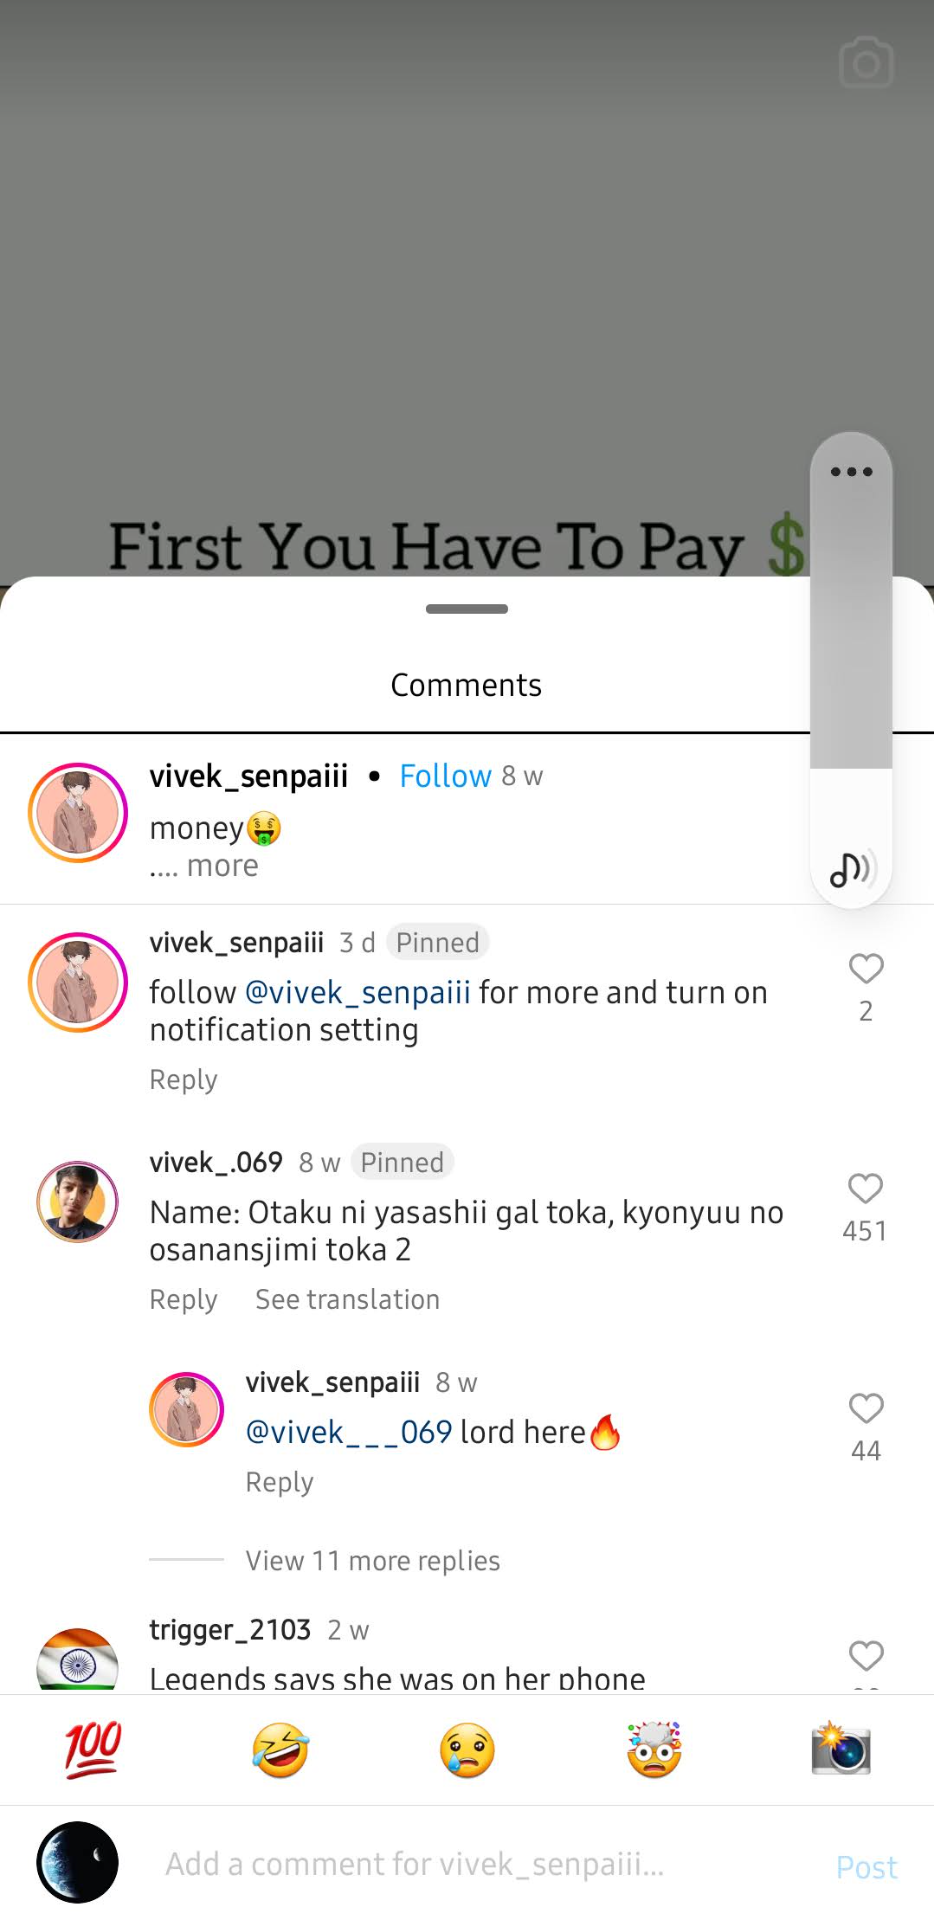 First You Have To Pay $
Comments
vivek_senpaiii • Follow 8 w
money🤑
.... more
vivek_senpaiii 3 d Pinned
follow @vivek_senpaiii for more and turn on
notification setting
2
Reply
vivek_.069 8 w Pinned
Name: Otaku ni yasashii gal toka, kyonyuu no
osanansjimi toka 2
451
Reply See translation
vivek_senpaiii 8 w
@vivek___069 lord here🔥
44
Reply
View 11 more replies
trigger_2103 2 w
Legends says she was on her phone
💯 🤣 😢 🤯 📸
Add a comment for vivek_senpaiii...
Post